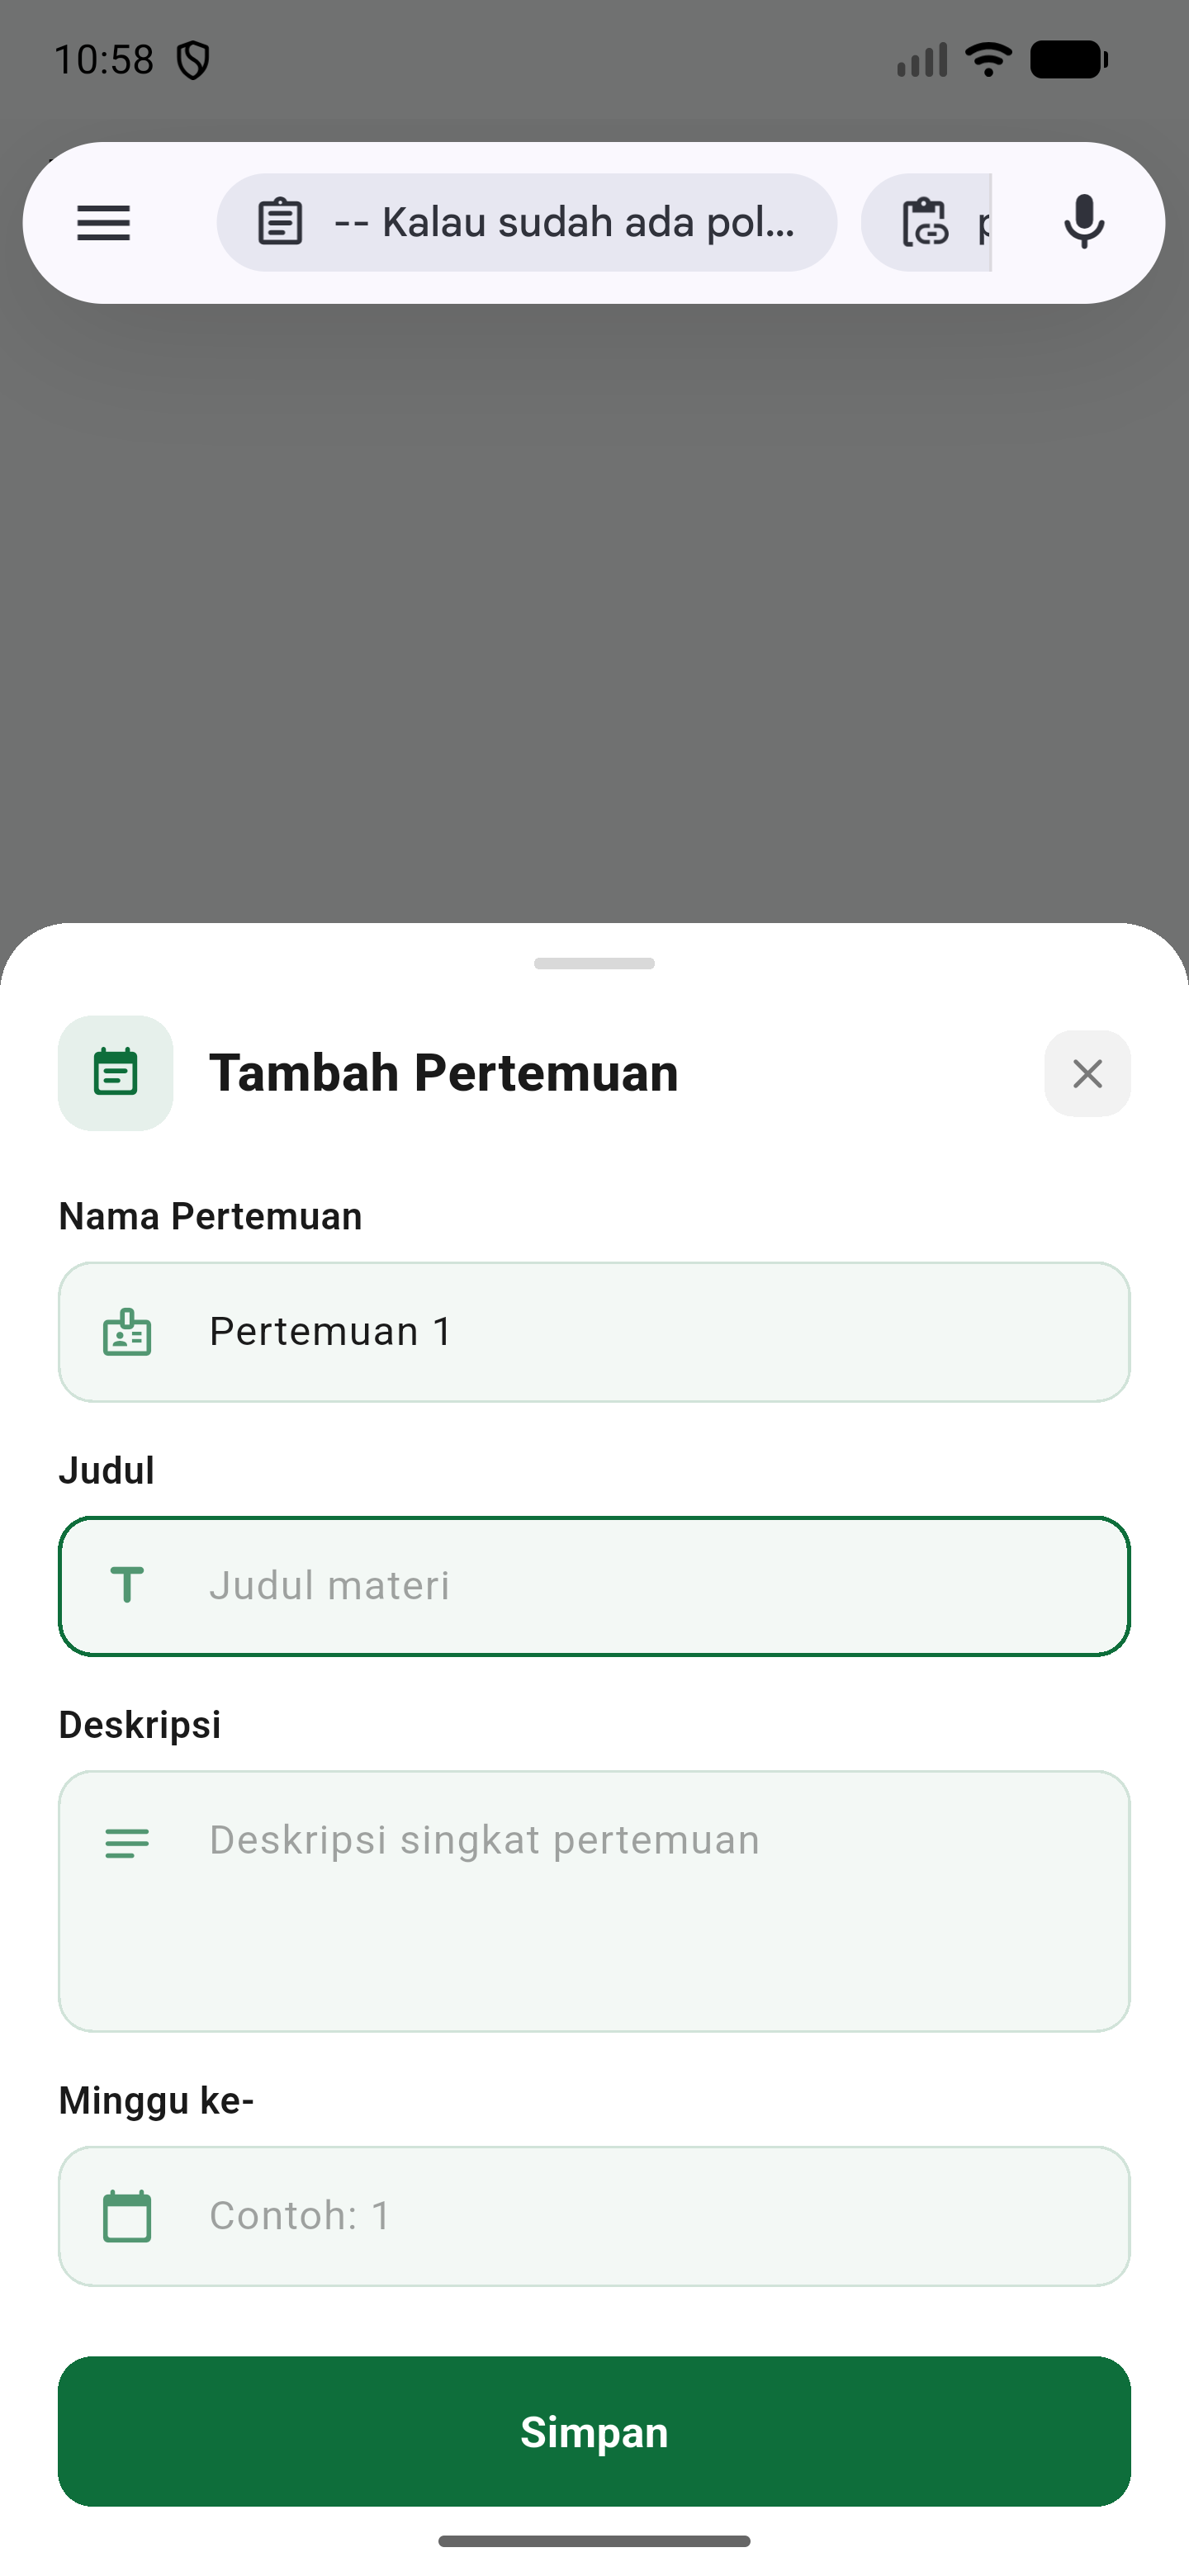 10:58
-- Kalau sudah ada pol...
Tambah Pertemuan
Nama Pertemuan
Pertemuan 1
Judul
Judul materi
Deskripsi
Deskripsi singkat pertemuan
Minggu ke-
Contoh: 1
Simpan